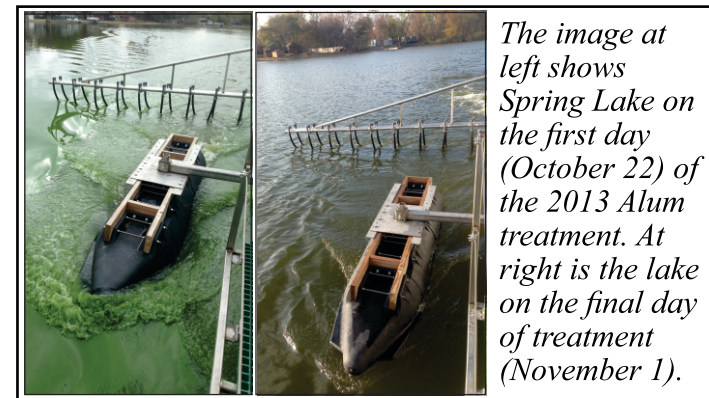 The image at
left shows
Spring Lake on
the first day
(October 22) of
the 2013 Alum
treatment. At
right is the lake
on the final day
of treatment
(November 1).